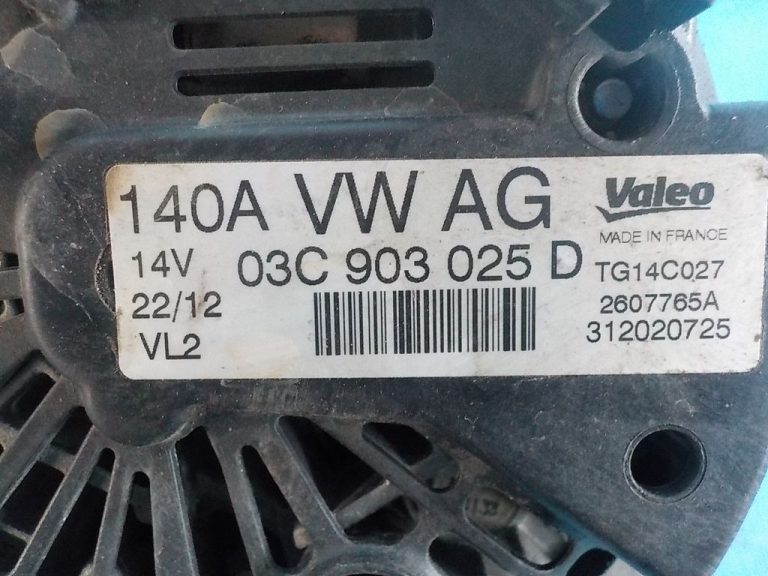 140A VW AG
14V 03C 903 025 D
22/12
VL2
Valeo
MADE IN FRANCE
TG14C027
2607765A
312020725